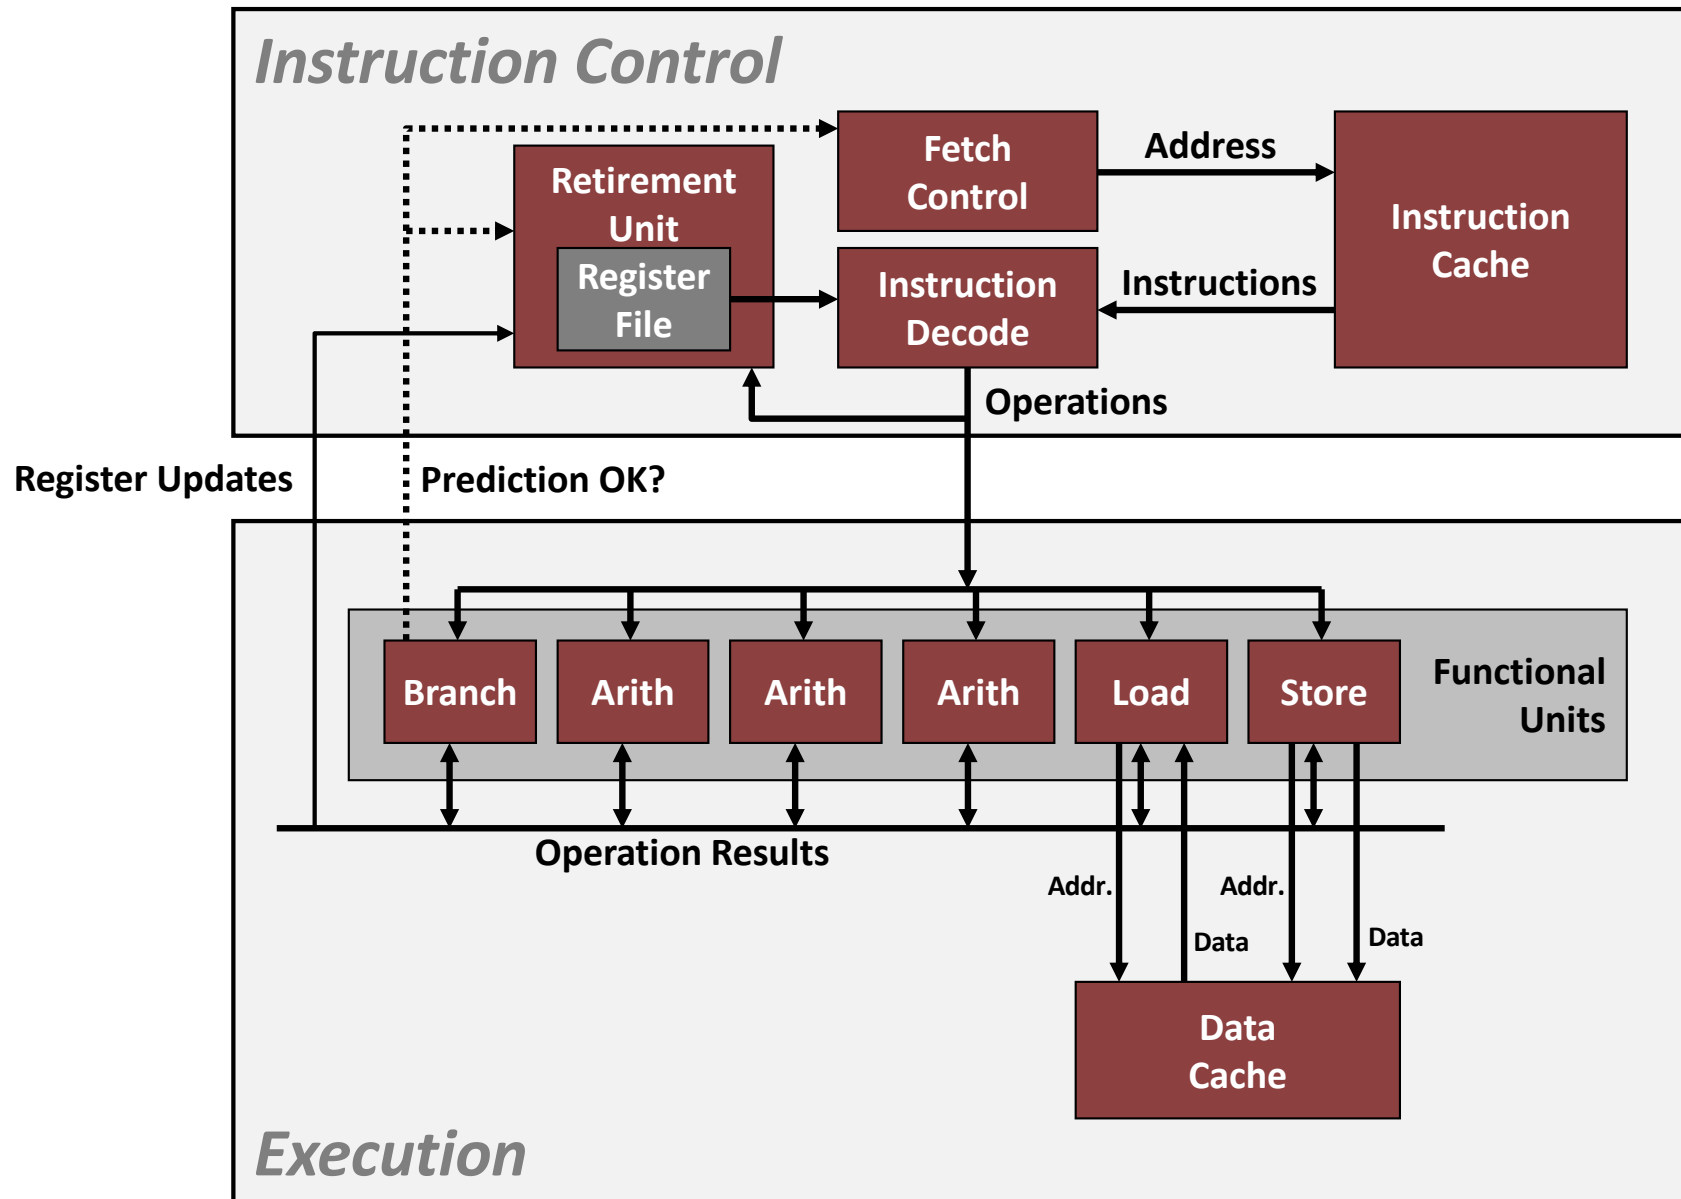 Instruction Control
Retirement
Unit
Register
File
Fetch
Control
Address
Instruction
Cache
Instruction
Decode
Instructions
Operations
Register Updates
Prediction OK?
Branch
Arith
Arith
Arith
Load
Store
Functional
Units
Operation Results
Addr.
Data
Addr.
Data
Data
Cache
Execution